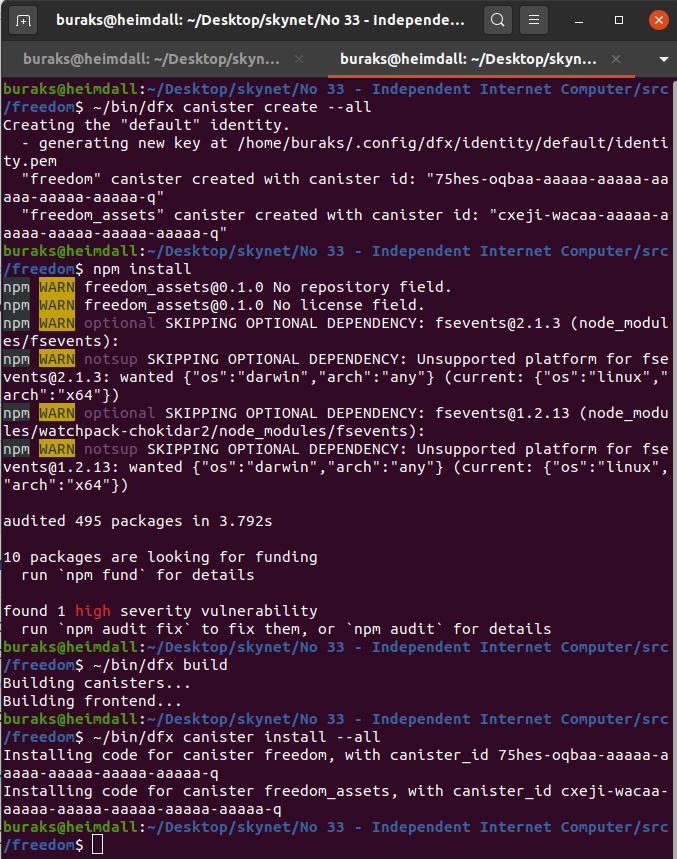 buraks@heimdall: ~/Desktop/skynet/No 33 - Independe...
buraks@heimdall: ~/Desktop/skyn...
buraks@heimdall: ~/Desktop/skyn...
buraks@heimdall:~/Desktop/skynet/No 33 - Independent Internet Computer/src
/freedom$ ~/bin/dfx canister create --all
Creating the "default" identity.
  - generating new key at /home/buraks/.config/dfx/identity/default/identi
ty.pem
  "freedom" canister created with canister id: "75hes-oqbaa-aaaaa-aaaaa-aa
aaa-aaaaa-aaaaa-q"
  "freedom_assets" canister created with canister id: "cxeji-wacaa-aaaaa-a
aaaa-aaaaa-aaaaa-aaaaa-q"
buraks@heimdall:~/Desktop/skynet/No 33 - Independent Internet Computer/src
/freedom$ npm install
npm WARN freedom_assets@0.1.0 No repository field.
npm WARN freedom_assets@0.1.0 No license field.
npm WARN optional SKIPPING OPTIONAL DEPENDENCY: fsevents@2.1.3 (node_modul
es/fsevents):
npm WARN notsup SKIPPING OPTIONAL DEPENDENCY: Unsupported platform for fse
vents@2.1.3: wanted {"os":"darwin","arch":"any"} (current: {"os":"linux","
arch":"x64"})
npm WARN optional SKIPPING OPTIONAL DEPENDENCY: fsevents@1.2.13 (node_modu
les/watchpack-chokidar2/node_modules/fsevents):
npm WARN notsup SKIPPING OPTIONAL DEPENDENCY: Unsupported platform for fse
vents@1.2.13: wanted {"os":"darwin","arch":"any"} (current: {"os":"linux",
"arch":"x64"})
audited 495 packages in 3.792s
10 packages are looking for funding
  run `npm fund` for details
found 1 high severity vulnerability
  run `npm audit fix` to fix them, or `npm audit` for details
buraks@heimdall:~/Desktop/skynet/No 33 - Independent Internet Computer/src
/freedom$ ~/bin/dfx build
Building canisters...
Building frontend...
buraks@heimdall:~/Desktop/skynet/No 33 - Independent Internet Computer/src
/freedom$ ~/bin/dfx canister install --all
Installing code for canister freedom, with canister_id 75hes-oqbaa-aaaaa-a
aaaa-aaaaa-aaaaa-aaaaa-q
Installing code for canister freedom_assets, with canister_id cxeji-wacaa-
aaaaa-aaaaa-aaaaa-aaaaa-aaaaa-q
buraks@heimdall:~/Desktop/skynet/No 33 - Independent Internet Computer/src
/freedom$